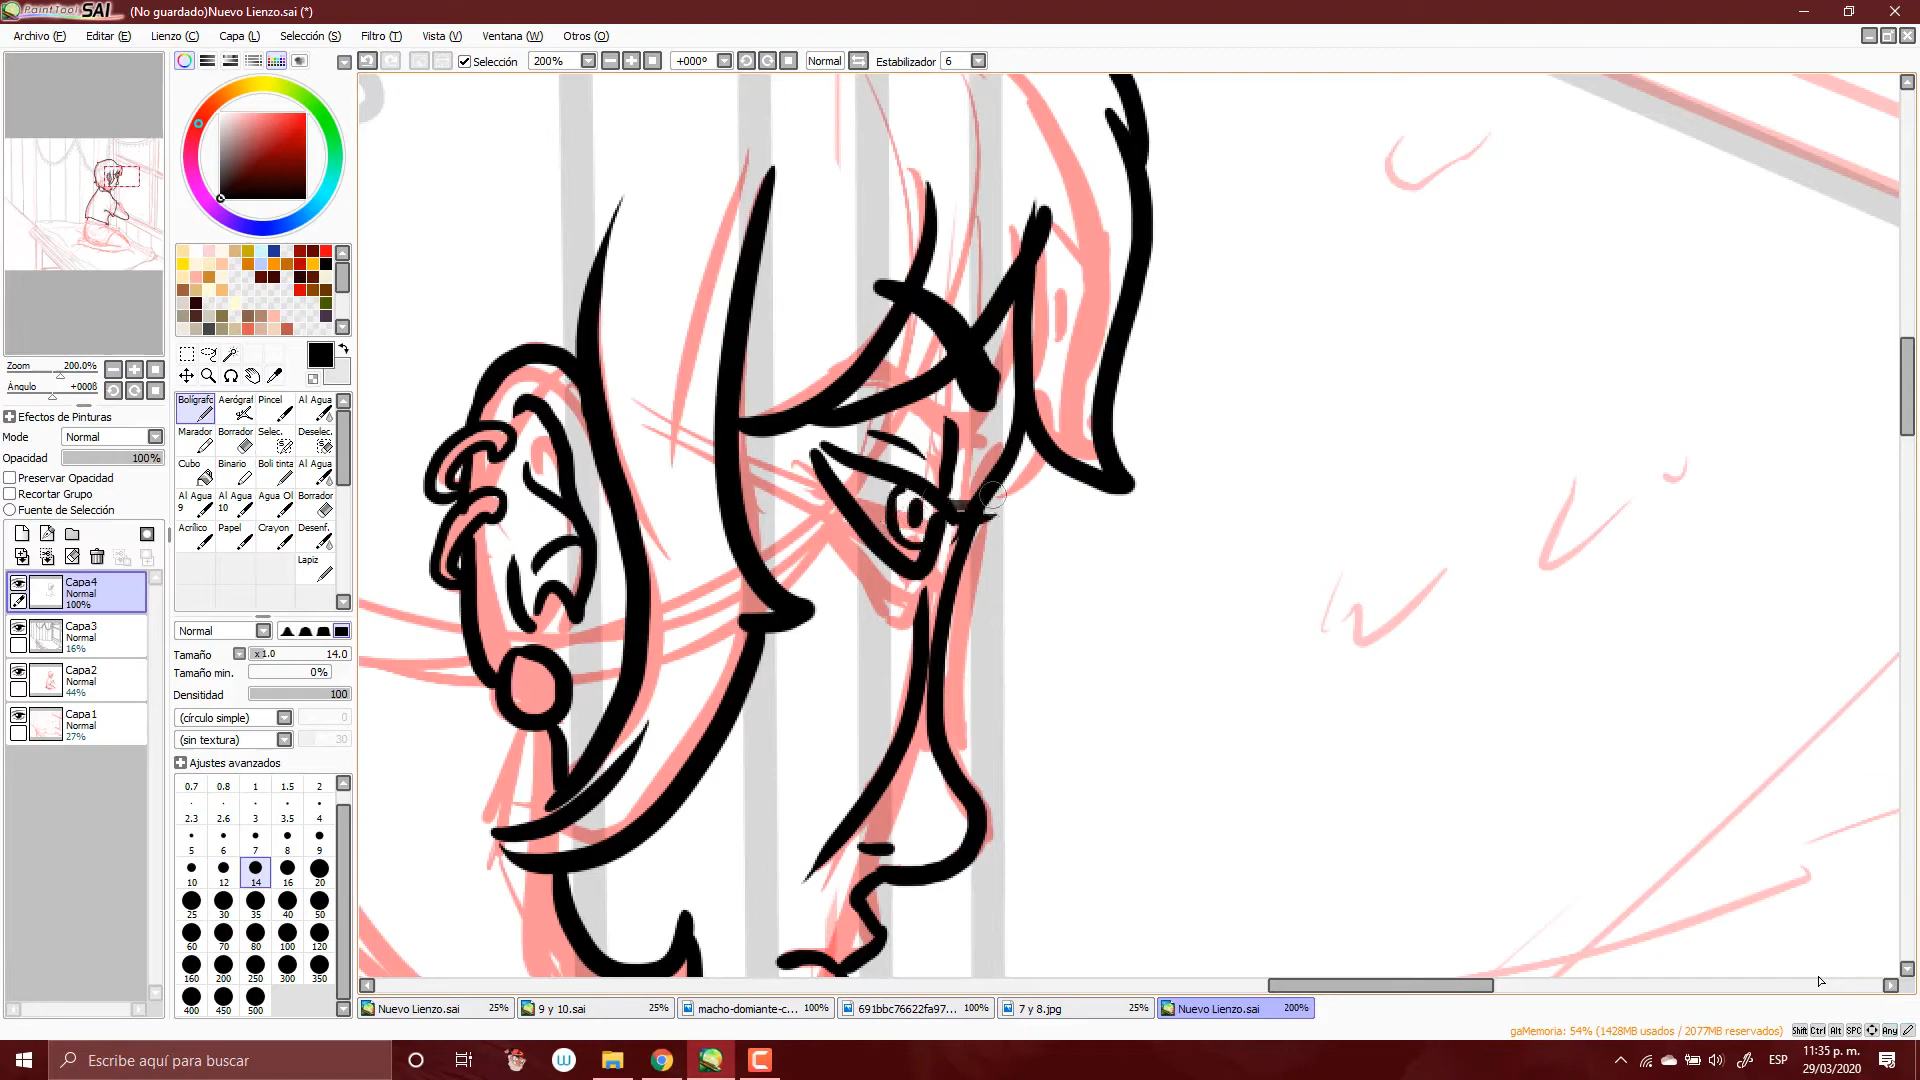 PaintTool SAI (No guardado)Nuevo Lienzo.sai (*)
Archivo (F) Editar (E) Lienzo (C) Capa (L) Selección (S) Filtro (T) Vista (V) Ventana (W) Otros (O)
Selección 200% +000º Normal Estabilizador 6
Zoom 200.0%
Ángulo +000ß
Efectos de Pinturas
Mode Normal
Opacidad 100%
Preservar Opacidad
Recortar Grupo
Fuente de Selección
Capa4
Normal
100%
Capa3
Normal
16%
Capa2
Normal
44%
Capa1
Normal
27%
Bolígrafo Aerógrafo Pincel Al Agua
Marador Borrador Selec. Deselec.
Cubo Binario Boli tinta Al Agua
Al Agua 9 Al Agua 10 Agua Ol Borrador
Acrílico Papel Crayon Desenf.
Lapiz
Normal
Tamaño x1.0 14.0
Tamaño min. 0%
Densitidad 100
(círculo simple) 0
(sin textura) 30
Ajustes avanzados
0.7 0.8 1 1.5 2
2.3 2.6 3 3.5 4
5 6 7 8 9
10 12 14 16 20
25 30 35 40 50
60 70 80 100 120
160 200 250 300 350
400 450 500
Nuevo Lienzo.sai 25% 9 y 10.sai 25% macho-domiante-c... 100% 691bbc76622fa97... 100% 7 y 8.jpg 25% Nuevo Lienzo.sai 200%
gaMemoria: 54% (1428MB usados / 2077MB reservados) Shift Ctrl Alt SPC Any
Escribe aquí para buscar
ESP
11:35 p. m.
29/03/2020